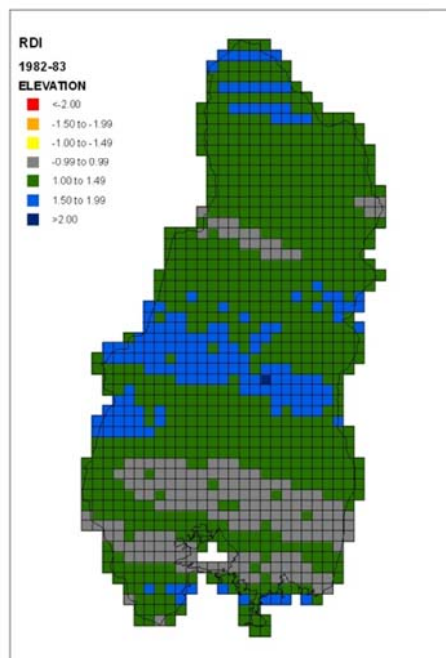 RDI
1982-83
ELEVATION
<-2.00
-1.50 to -1.99
-1.00 to -1.49
-0.99 to 0.99
1.00 to 1.49
1.50 to 1.99
>2.00